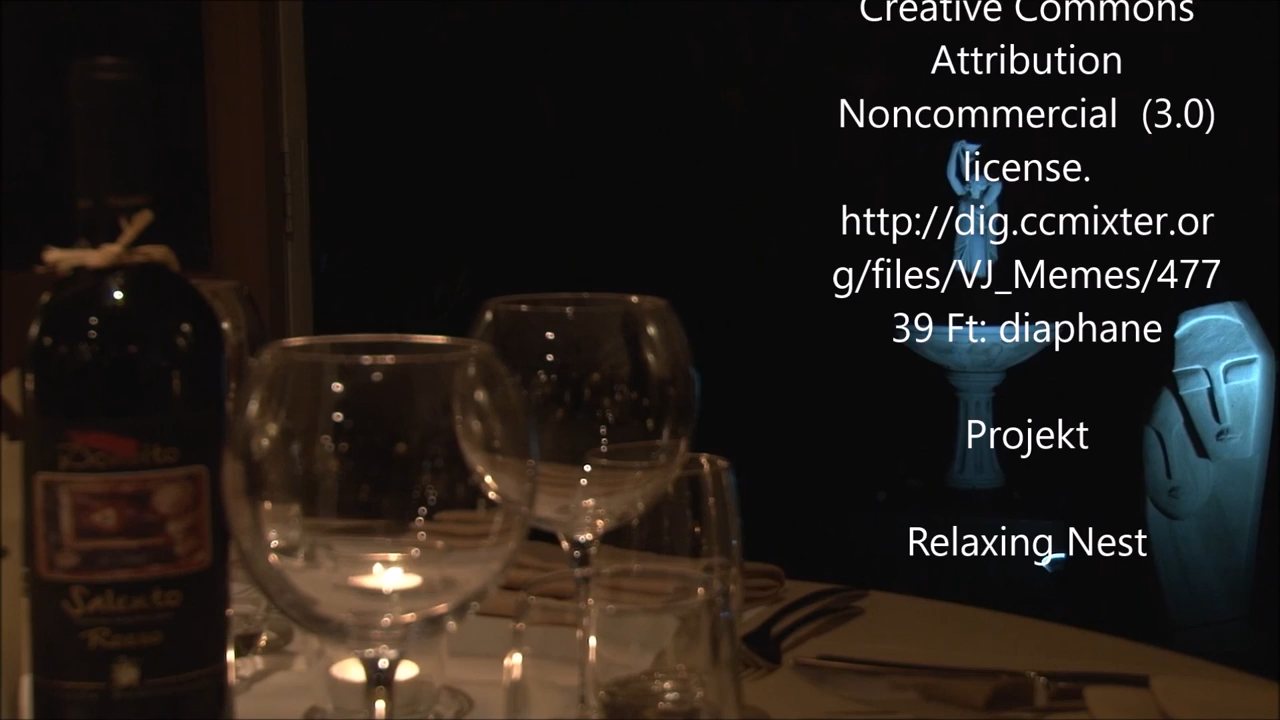 Creative Commons
Attribution
Noncommercial (3.0)
license.
http://dig.ccmixter.or
g/files/VJ_Memes/477
39 Ft: diaphane
Projekt
Relaxing Nest
Salento
Rosso